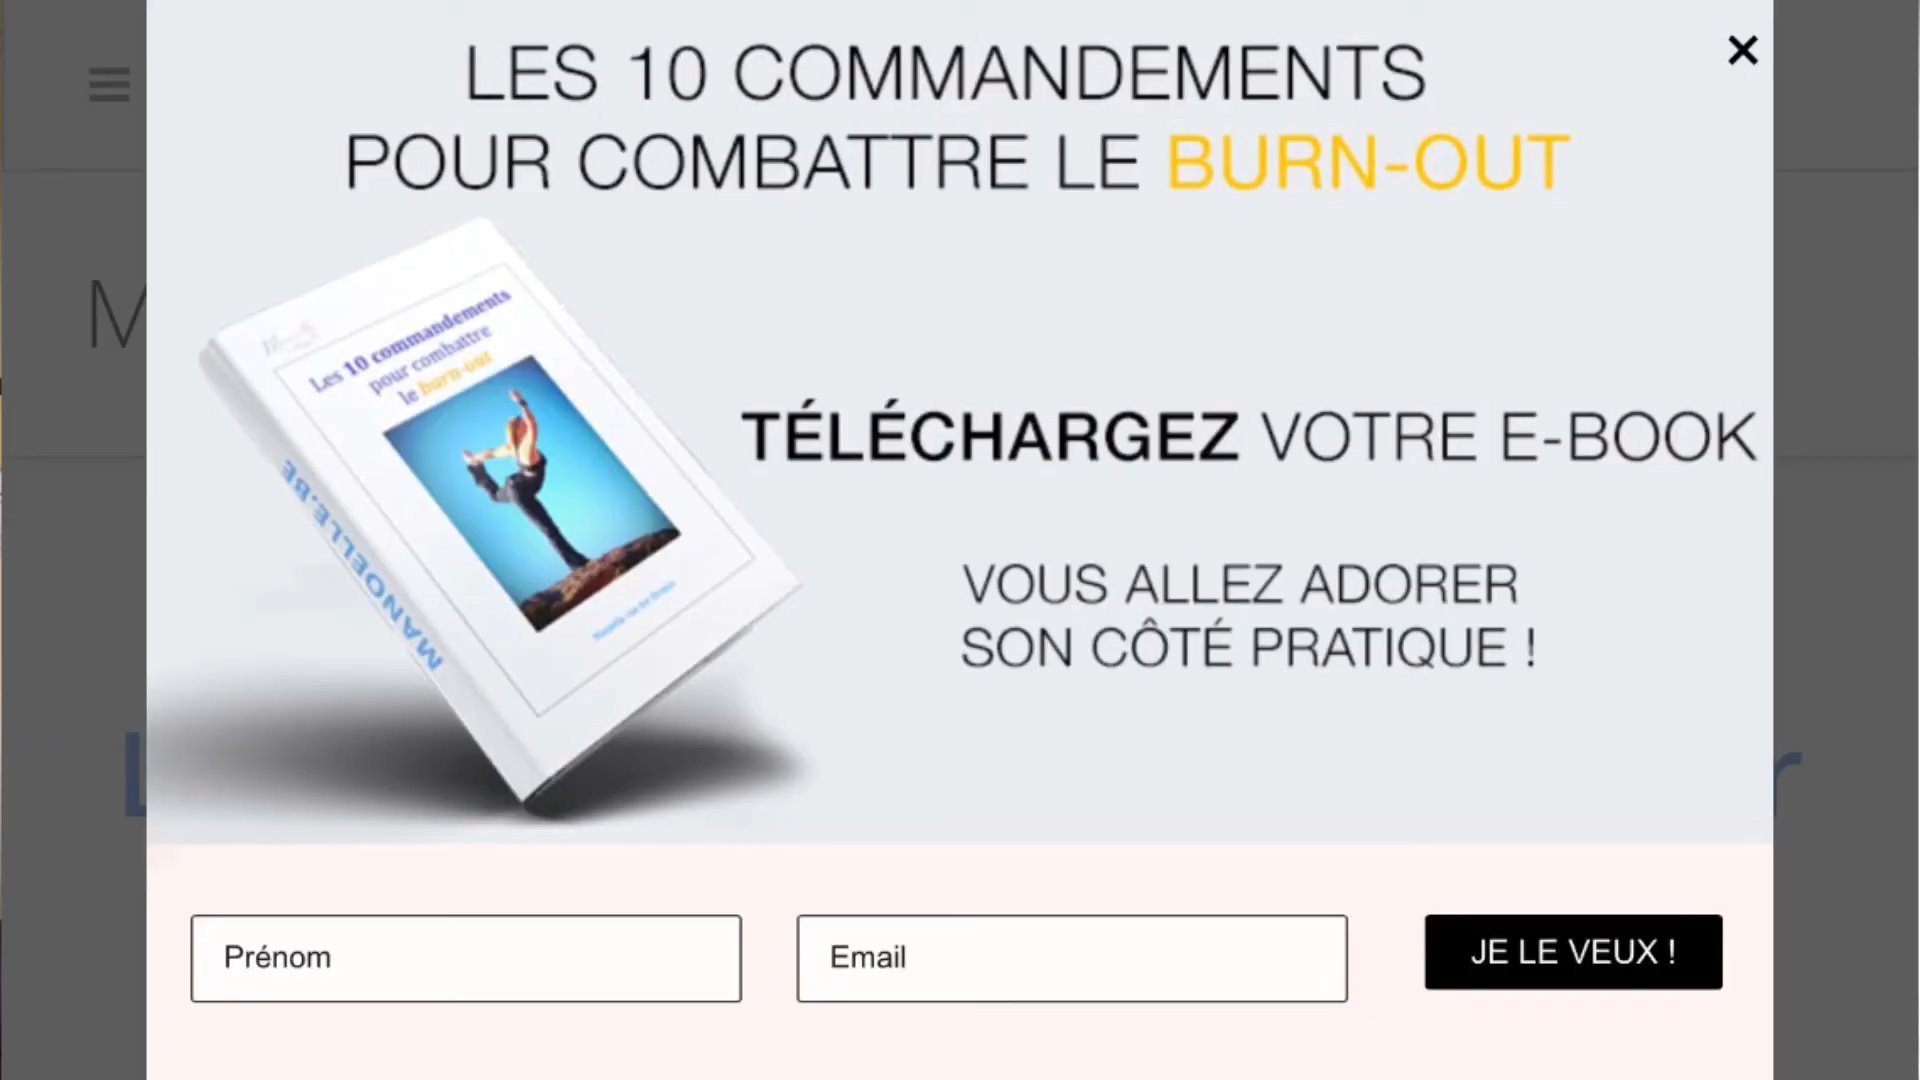 LES 10 COMMANDEMENTS
POUR COMBATTRE LE BURN-OUT
Les 10 commandements
pour combattre
le burn-out
MANOELLE.BE
TÉLÉCHARGEZ VOTRE E-BOOK
VOUS ALLEZ ADORER
SON CÔTÉ PRATIQUE !
Prénom
Email
JE LE VEUX !